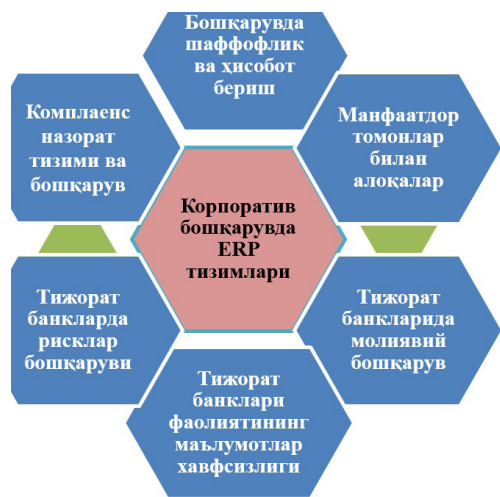 Бошқарувда
шаффофлик
ва ҳисобот
бериш
Комплаенс
назорат
тизими ва
бошқарув
Манфаатдор
томонлар
билан
алоқалар
Корпоратив
бошқарувда
ERP
тизимлари
Тижорат
банкларда
рисклар
бошқаруви
Тижорат
банкларида
молиявий
бошқарув
Тижорат
банклари
фаолиятининг
маълумотлар
хавфсизлиги